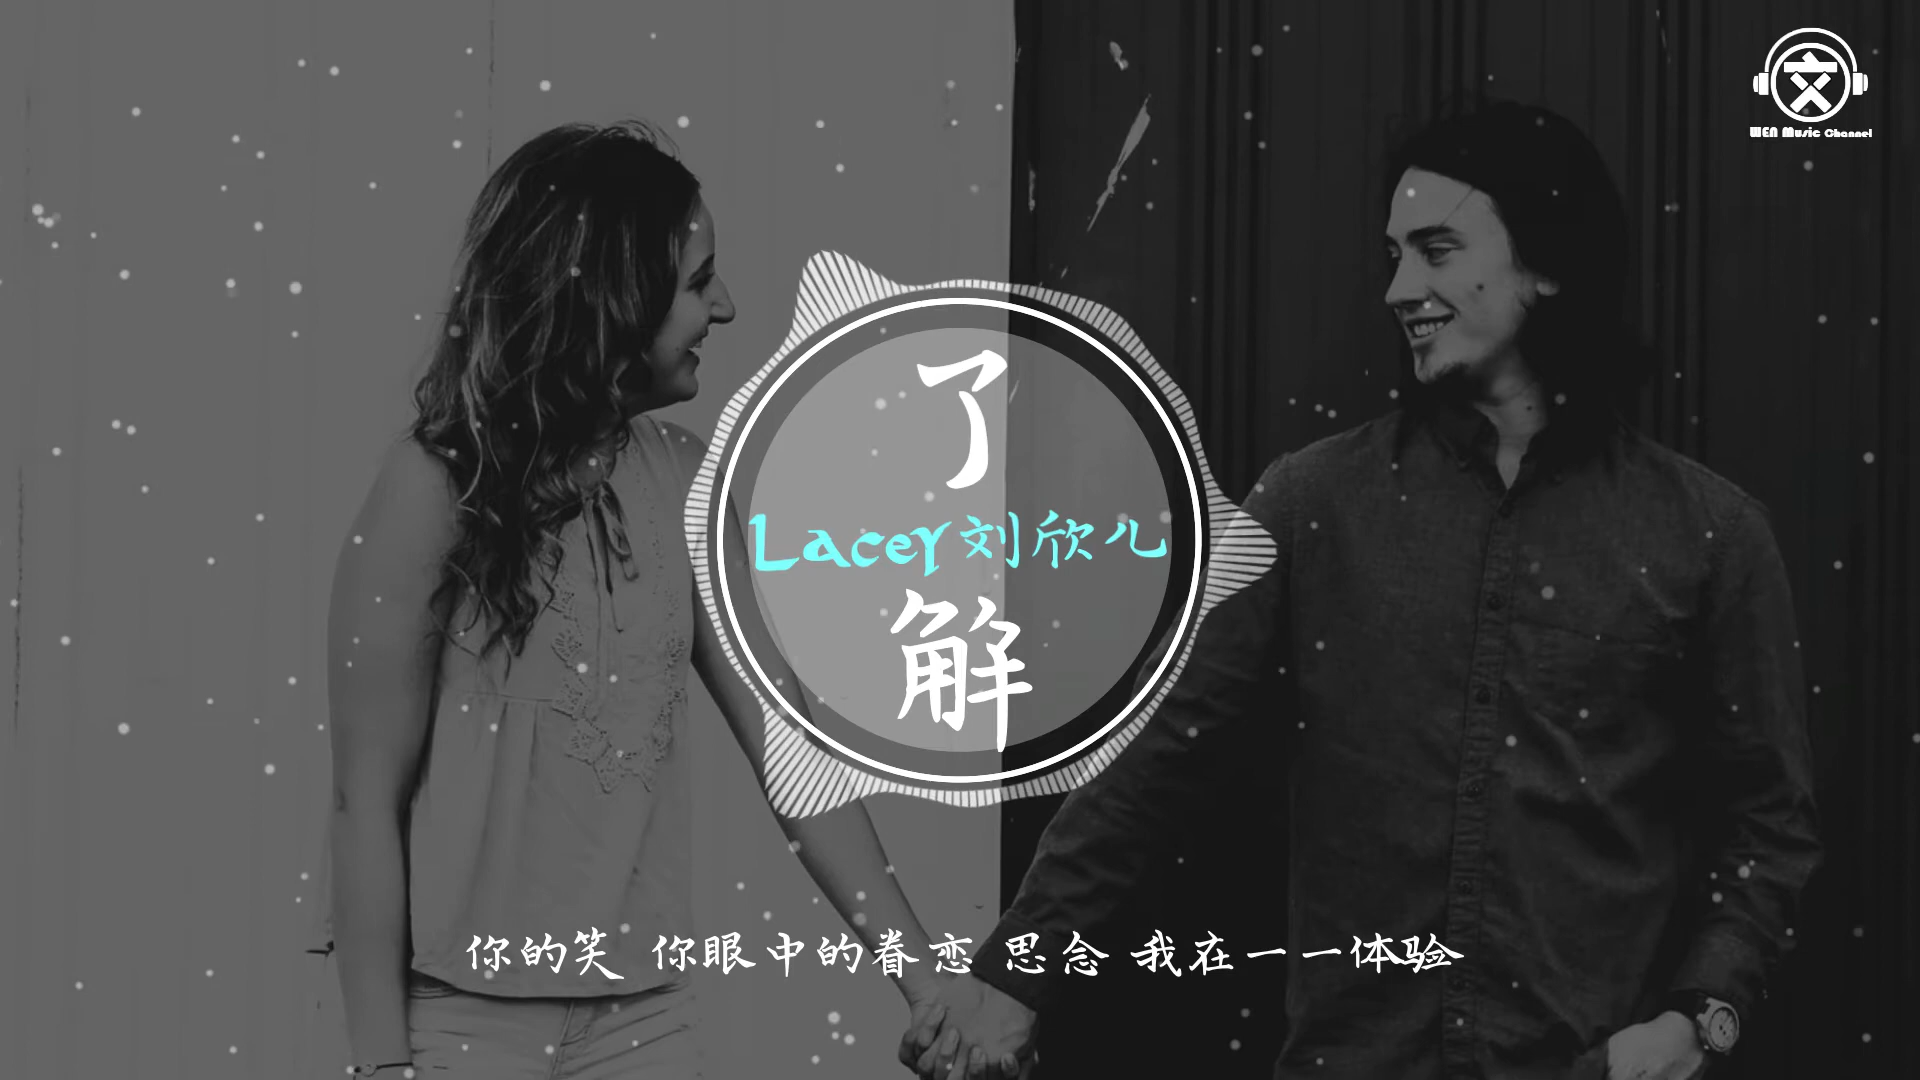 文
WEN Music Channel
了
Lacey刘欣儿
解
你的笑 你眼中的眷恋 思念 我在一一体验